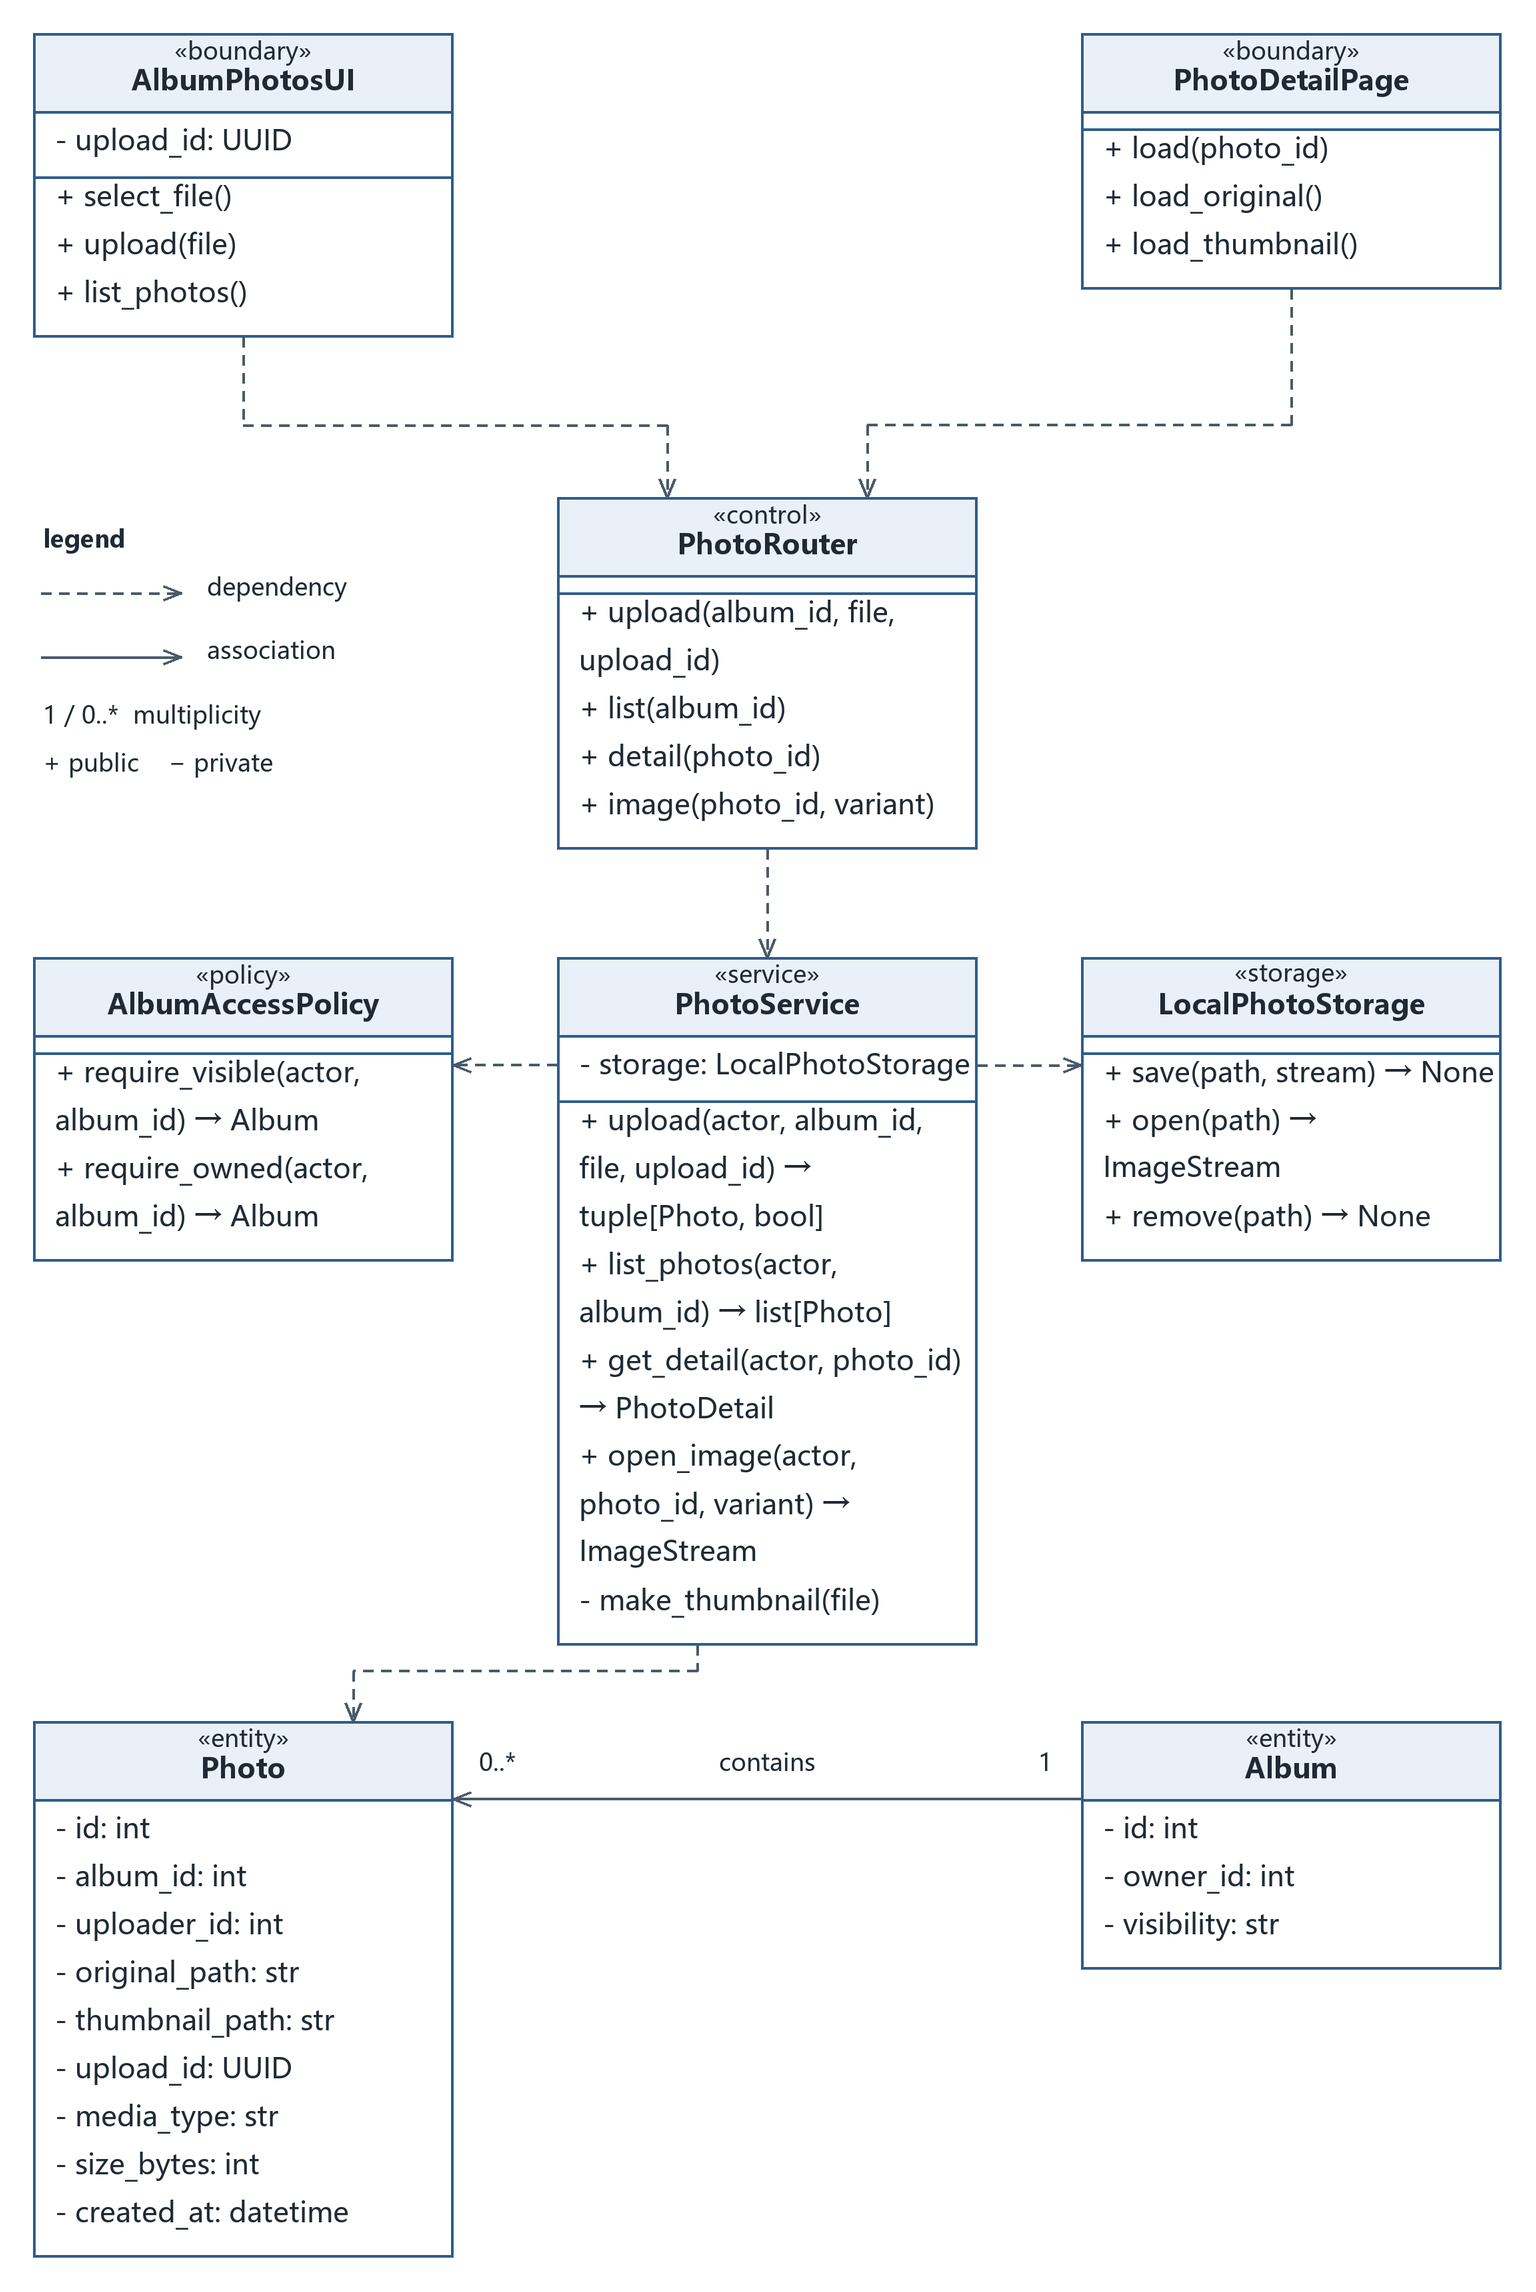 «boundary»
AlbumPhotosUI
- upload_id: UUID
+ select_file()
+ upload(file)
+ list_photos()
«boundary»
PhotoDetailPage
+ load(photo_id)
+ load_original()
+ load_thumbnail()
legend
dependency
association
1 / 0..* multiplicity
+ public − private
«control»
PhotoRouter
+ upload(album_id, file,
upload_id)
+ list(album_id)
+ detail(photo_id)
+ image(photo_id, variant)
«policy»
AlbumAccessPolicy
+ require_visible(actor,
album_id) → Album
+ require_owned(actor,
album_id) → Album
«service»
PhotoService
- storage: LocalPhotoStorage
+ upload(actor, album_id,
file, upload_id) →
tuple[Photo, bool]
+ list_photos(actor,
album_id) → list[Photo]
+ get_detail(actor, photo_id)
→ PhotoDetail
+ open_image(actor,
photo_id, variant) →
ImageStream
- make_thumbnail(file)
«storage»
LocalPhotoStorage
+ save(path, stream) → None
+ open(path) →
ImageStream
+ remove(path) → None
«entity»
Photo
- id: int
- album_id: int
- uploader_id: int
- original_path: str
- thumbnail_path: str
- upload_id: UUID
- media_type: str
- size_bytes: int
- created_at: datetime
0..* contains 1
«entity»
Album
- id: int
- owner_id: int
- visibility: str